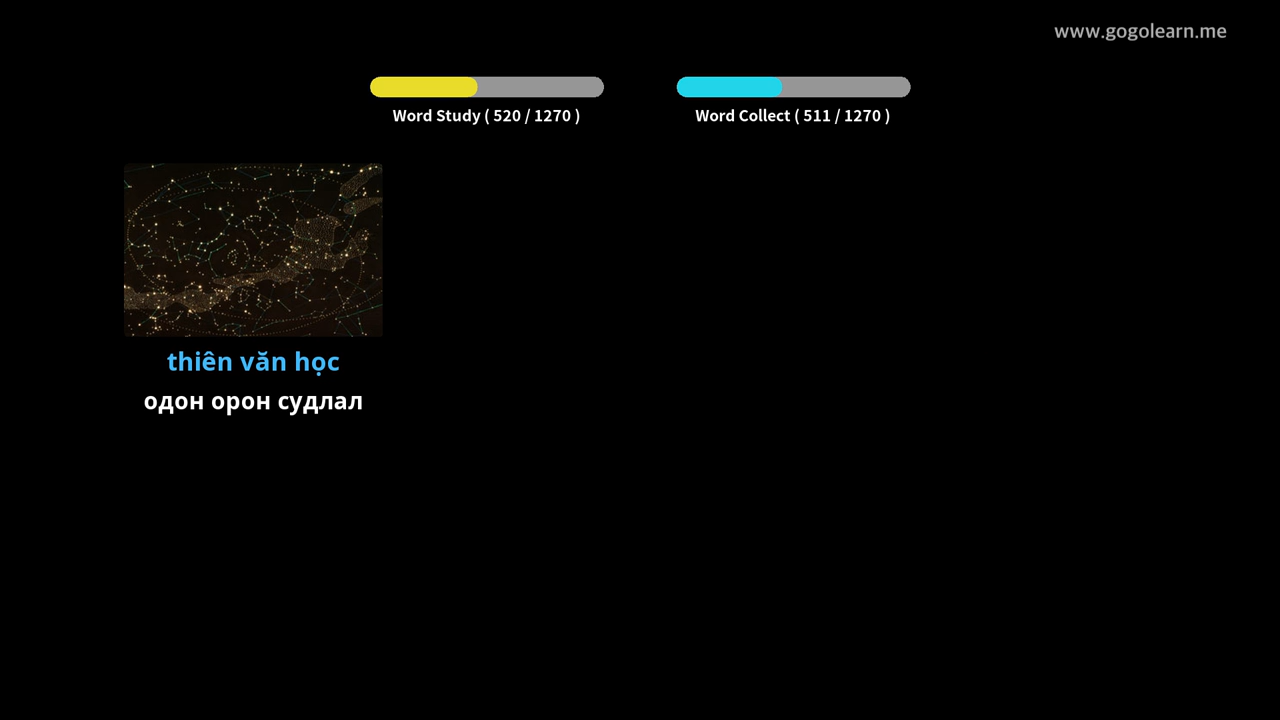 www.gogolearn.me
Word Study ( 520 / 1270 )
Word Collect ( 511 / 1270 )
thiên văn học
одон орон судлал